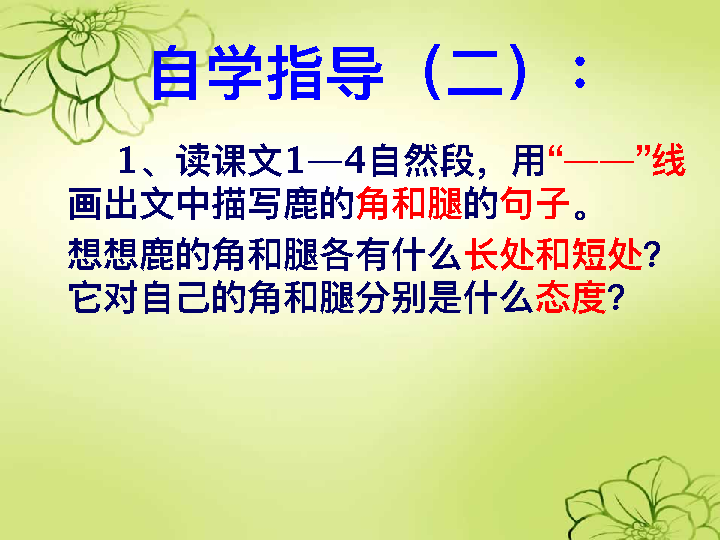 自学指导（二）：
1、读课文1—4自然段，用“——”线
画出文中描写鹿的角和腿的句子。
想想鹿的角和腿各有什么长处和短处？
它对自己的角和腿分别是什么态度？